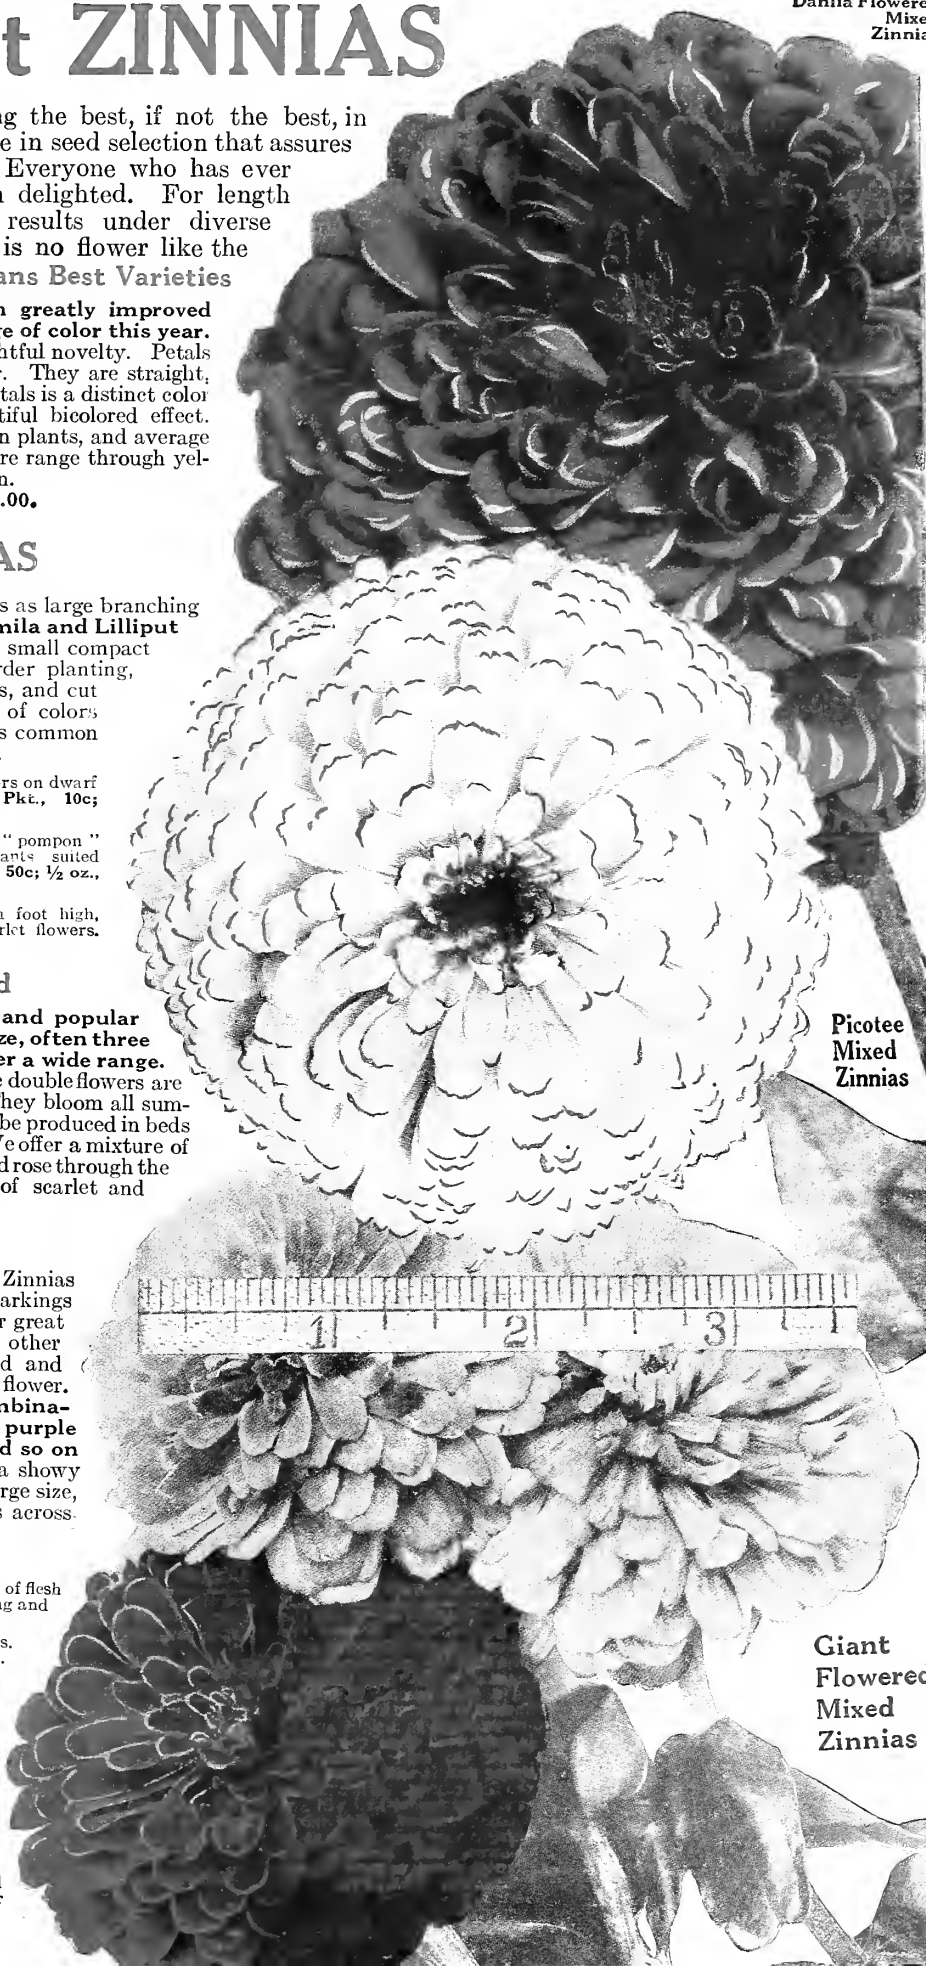 t ZINNIAS
Dahlia Flowered
Mixe
Zinnia
g the best, if not the best, in
e in seed selection that assures
Everyone who has ever
delighted. For length
results under diverse
is no flower like the
ans Best Varieties
greatly improved
e of color this year.
htful novelty. Petals
They are straight,
tals is a distinct color
tiful bicolored effect.
n plants, and average
re range through yel-
n.
.00.
AS
s as large branching
mila and Lilliput
small compact
rder planting,
s, and cut
of colors
s common
rs on dwarf
Pkt., 10c;
" pompon "
ants suited
50c; ½ oz.,
foot high,
rlet flowers.
d
and popular
ze, often three
er a wide range.
e double flowers are
hey bloom all sum-
be produced in beds
e offer a mixture of
d rose through the
of scarlet and
Picotee
Mixed
Zinnias
Zinnias
arkings
r great
other
d and
flower.
mbina-
purple
d so on
a showy
rge size,
s across
1 2 3
of flesh
ng and
s.
Giant
Flowered
Mixed
Zinnias